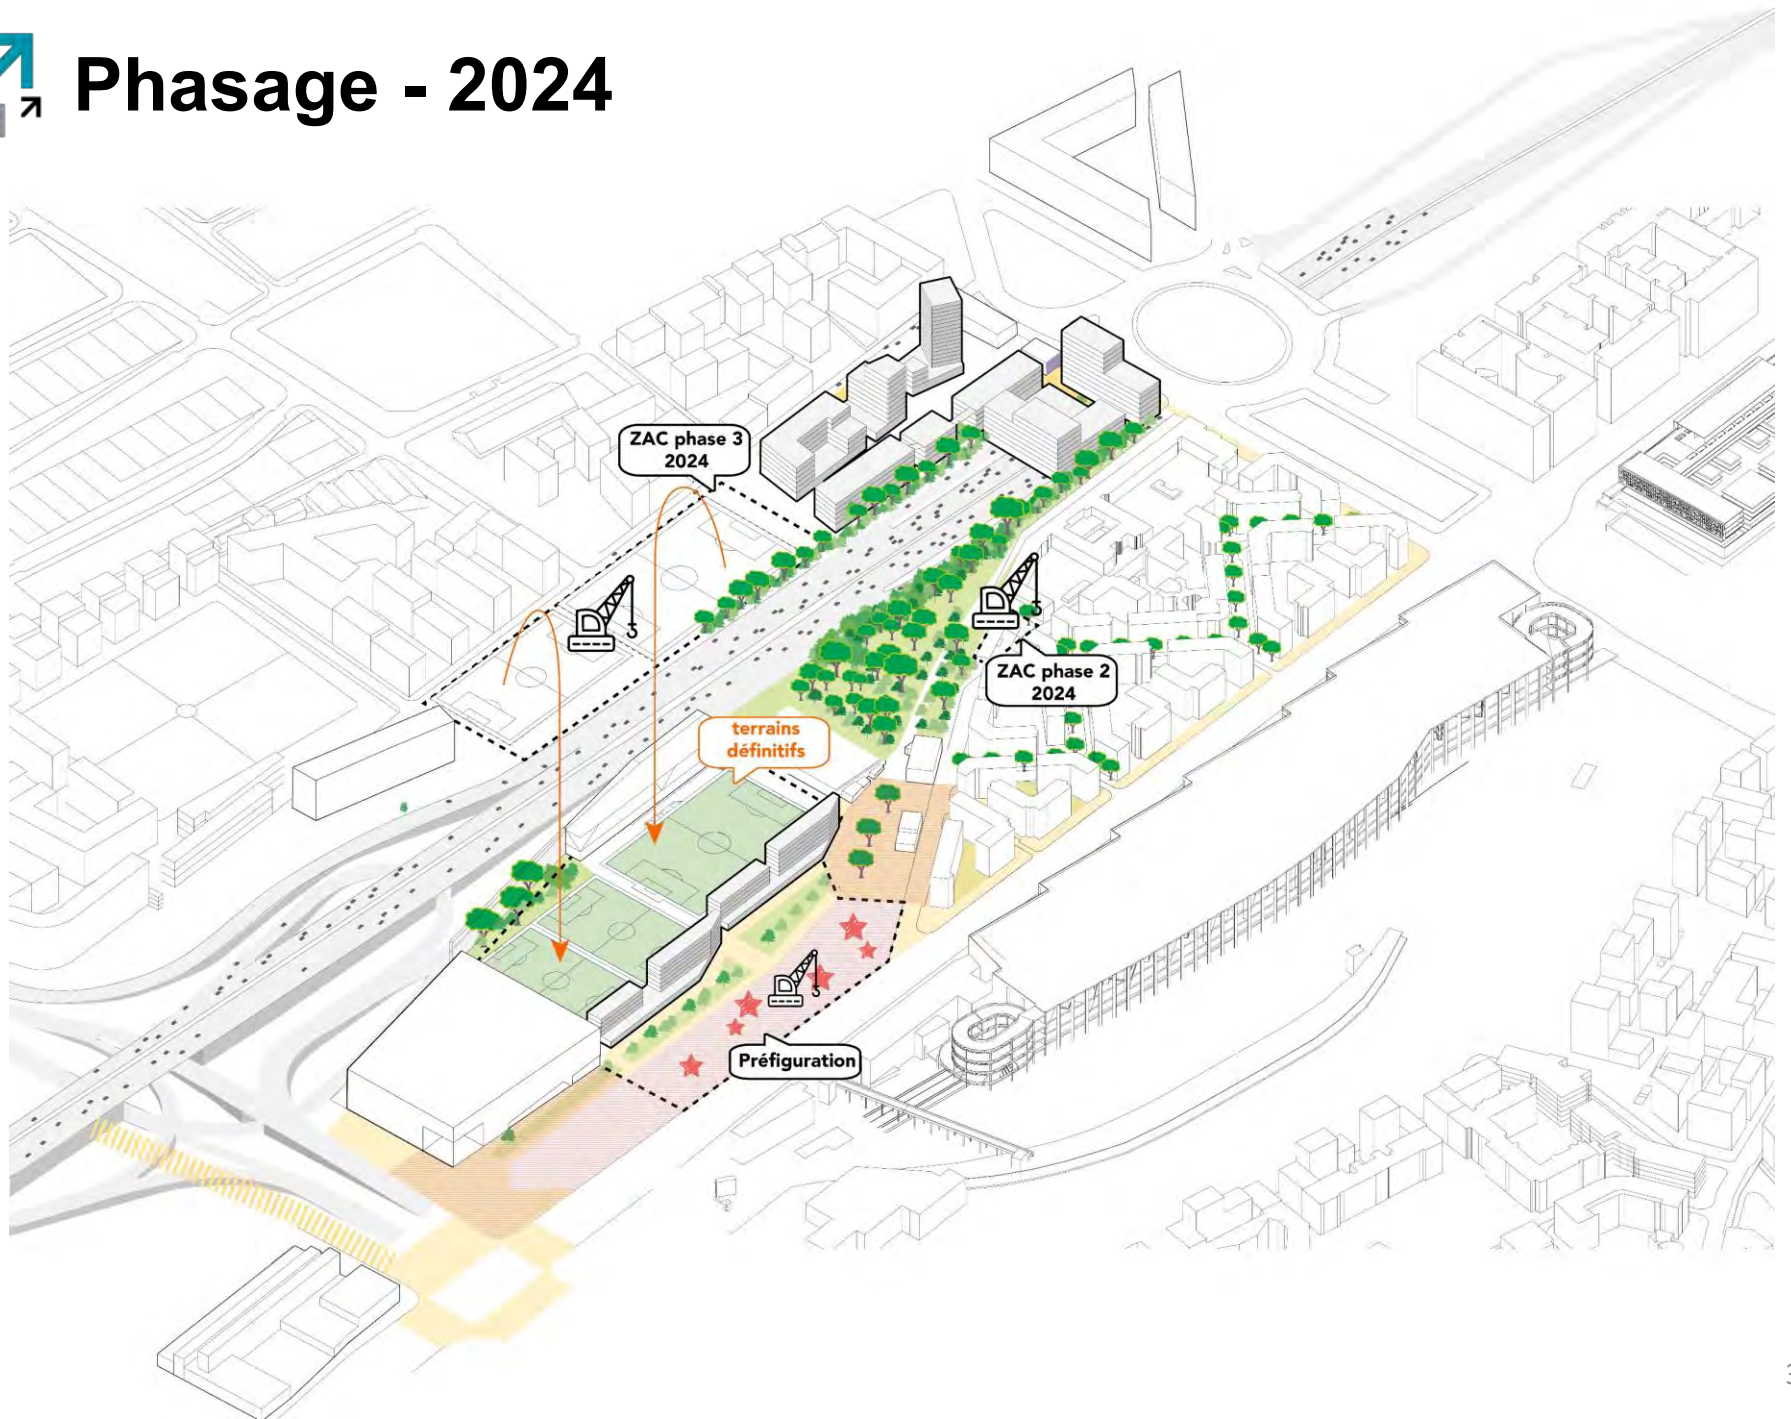 Phasage - 2024
ZAC phase 3
2024
ZAC phase 2
2024
terrains
définitifs
Préfiguration